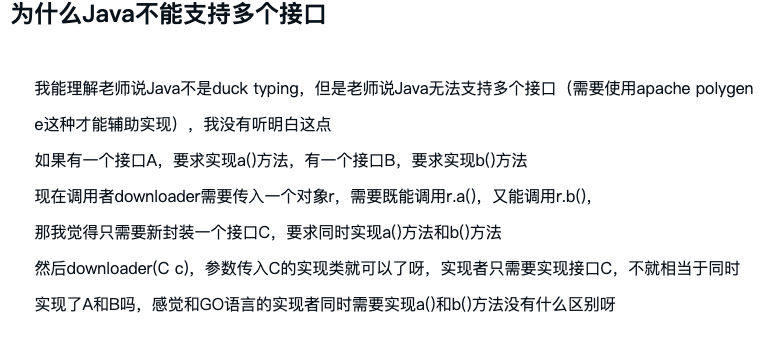 为什么Java不能支持多个接口
我能理解老师说Java不是duck typing，但是老师说Java无法支持多个接口（需要使用apache polygen
e这种才能辅助实现），我没有听明白这点
如果有一个接口A，要求实现a()方法，有一个接口B，要求实现b()方法
现在调用者downloader需要传入一个对象r，需要既能调用r.a()，又能调用r.b()，
那我觉得只需要新封装一个接口C，要求同时实现a()方法和b()方法
然后downloader(C c)，参数传入C的实现类就可以了呀，实现者只需要实现接口C，不就相当于同时
实现了A和B吗，感觉和GO语言的实现者同时需要实现a()和b()方法没有什么区别呀